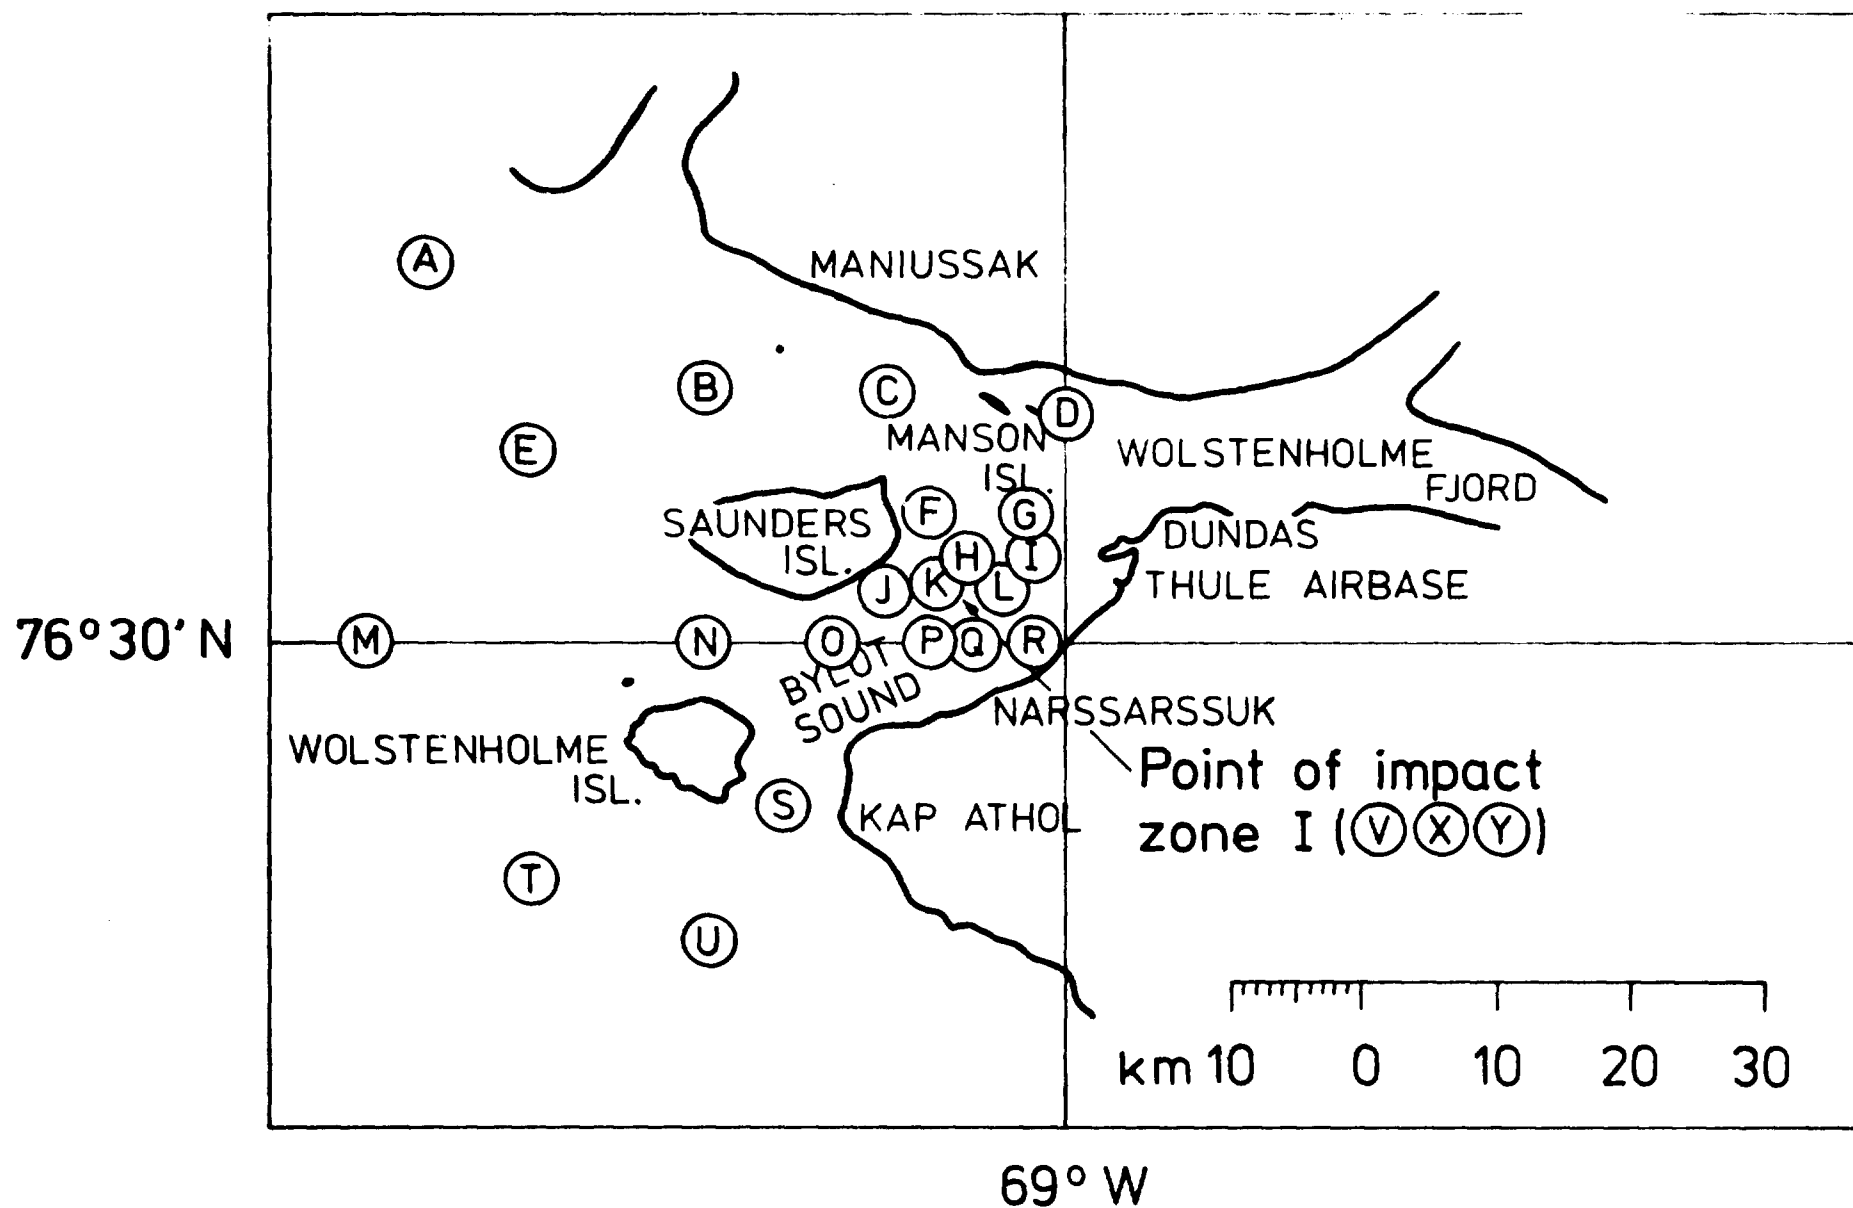 A
MANIUSSAK
B
C
D
MANSON
ISL.
E
WOLSTENHOLME
FJORD
F
G
SAUNDERS
ISL.
DUNDAS
H
I
THULE AIRBASE
J
K
L
76°30'N
M
N
O
P
Q
R
BYLOT
SOUND
NARSSARSSUK
WOLSTENHOLME
ISL.
Point of impact
zone I (V X Y)
S
KAP ATHOL
T
U
km 10 0 10 20 30
69° W